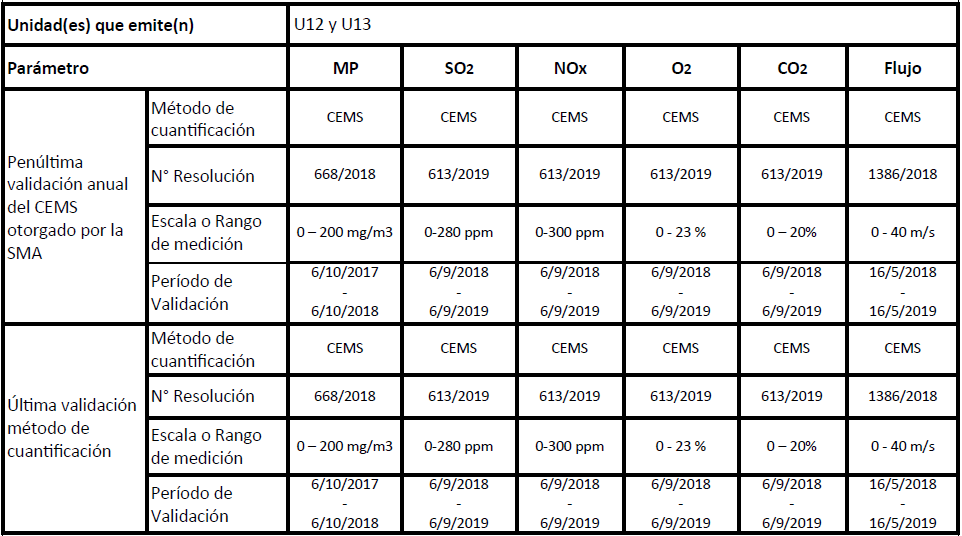 Unidad(es) que emite(n) U12 y U13
Parámetro MP SO2 NOx O2 CO2 Flujo
Penúltima validación anual del CEMS otorgado por la SMA
Método de cuantificación CEMS CEMS CEMS CEMS CEMS CEMS
N° Resolución 668/2018 613/2019 613/2019 613/2019 613/2019 1386/2018
Escala o Rango de medición 0 – 200 mg/m3 0-280 ppm 0-300 ppm 0 - 23 % 0 – 20% 0 - 40 m/s
Período de Validación 6/10/2017 - 6/10/2018 6/9/2018 - 6/9/2019 6/9/2018 - 6/9/2019 6/9/2018 - 6/9/2019 6/9/2018 - 6/9/2019 16/5/2018 - 16/5/2019
Última validación método de cuantificación
Método de cuantificación CEMS CEMS CEMS CEMS CEMS CEMS
N° Resolución 668/2018 613/2019 613/2019 613/2019 613/2019 1386/2018
Escala o Rango de medición 0 – 200 mg/m3 0-280 ppm 0-300 ppm 0 - 23 % 0 – 20% 0 - 40 m/s
Período de Validación 6/10/2017 - 6/10/2018 6/9/2018 - 6/9/2019 6/9/2018 - 6/9/2019 6/9/2018 - 6/9/2019 6/9/2018 - 6/9/2019 16/5/2018 - 16/5/2019